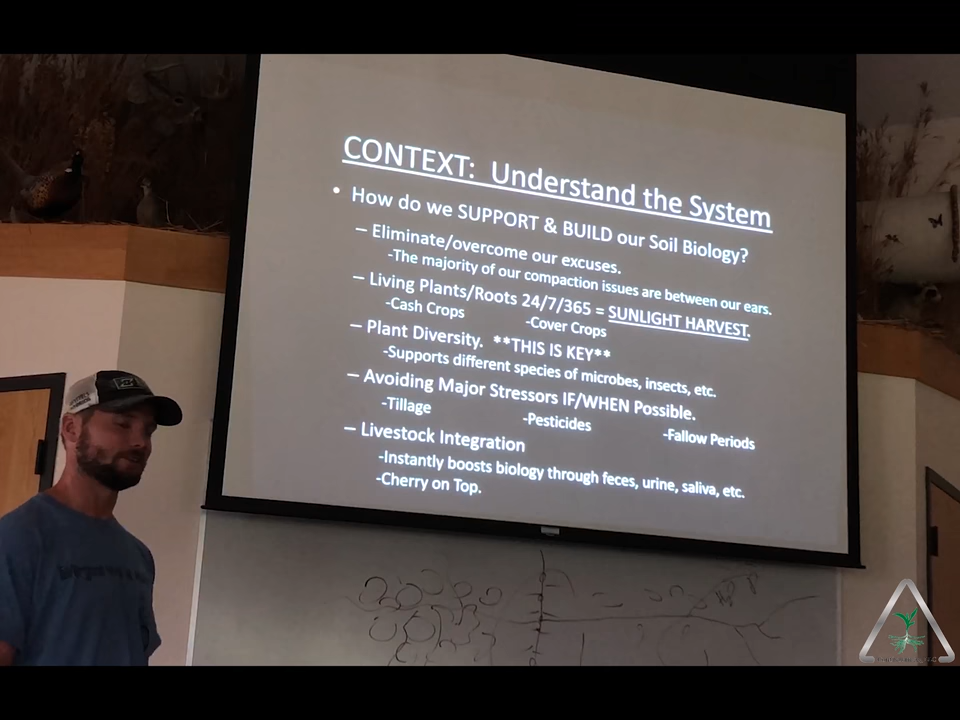 CONTEXT: Understand the System
• How do we SUPPORT & BUILD our Soil Biology?
– Eliminate/overcome our excuses.
-The majority of our compaction issues are between our ears.
– Living Plants/Roots 24/7/365 = SUNLIGHT HARVEST.
-Cash Crops -Cover Crops
– Plant Diversity. **THIS IS KEY**
-Supports different species of microbes, insects, etc.
– Avoiding Major Stressors IF/WHEN Possible.
-Tillage -Pesticides -Fallow Periods
– Livestock Integration
-Instantly boosts biology through feces, urine, saliva, etc.
-Cherry on Top.